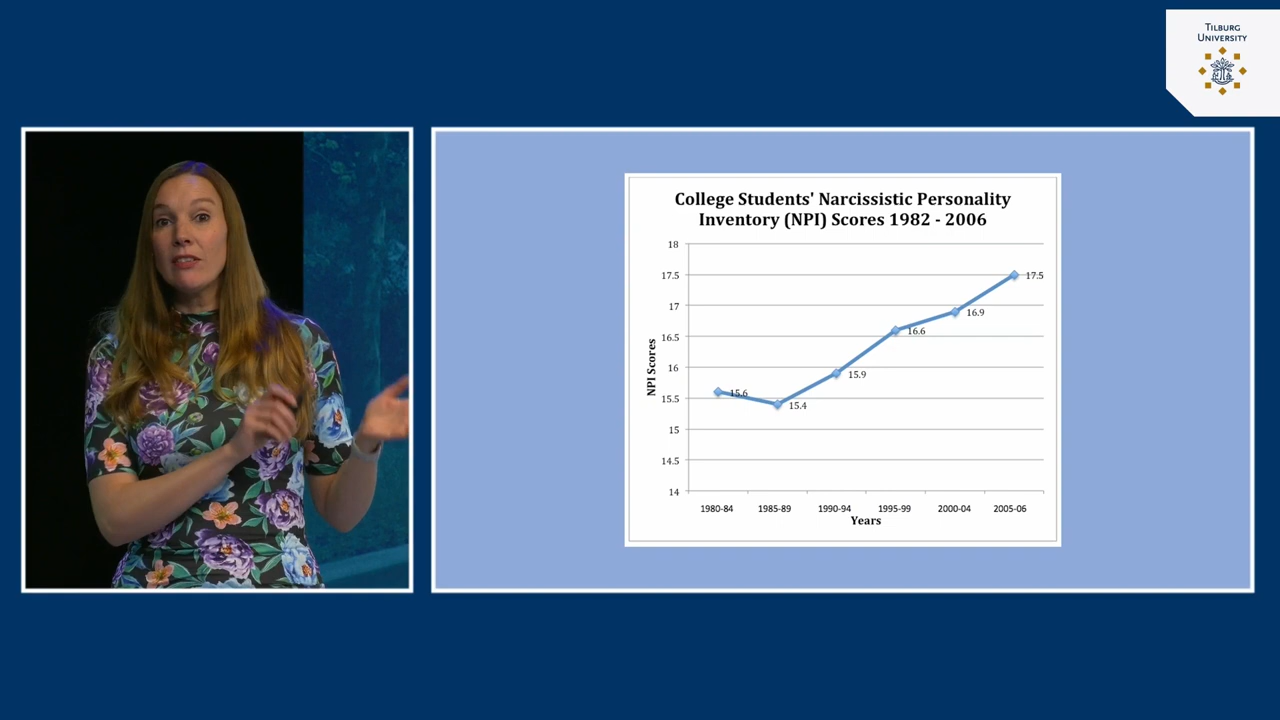 TILBURG
UNIVERSITY
College Students' Narcissistic Personality
Inventory (NPI) Scores 1982 - 2006
18
17.5
17
16.5
16
15.5
15
14.5
14
NPI Scores
15.6
15.4
15.9
16.6
16.9
17.5
1980-84 1985-89 1990-94 1995-99 2000-04 2005-06
Years